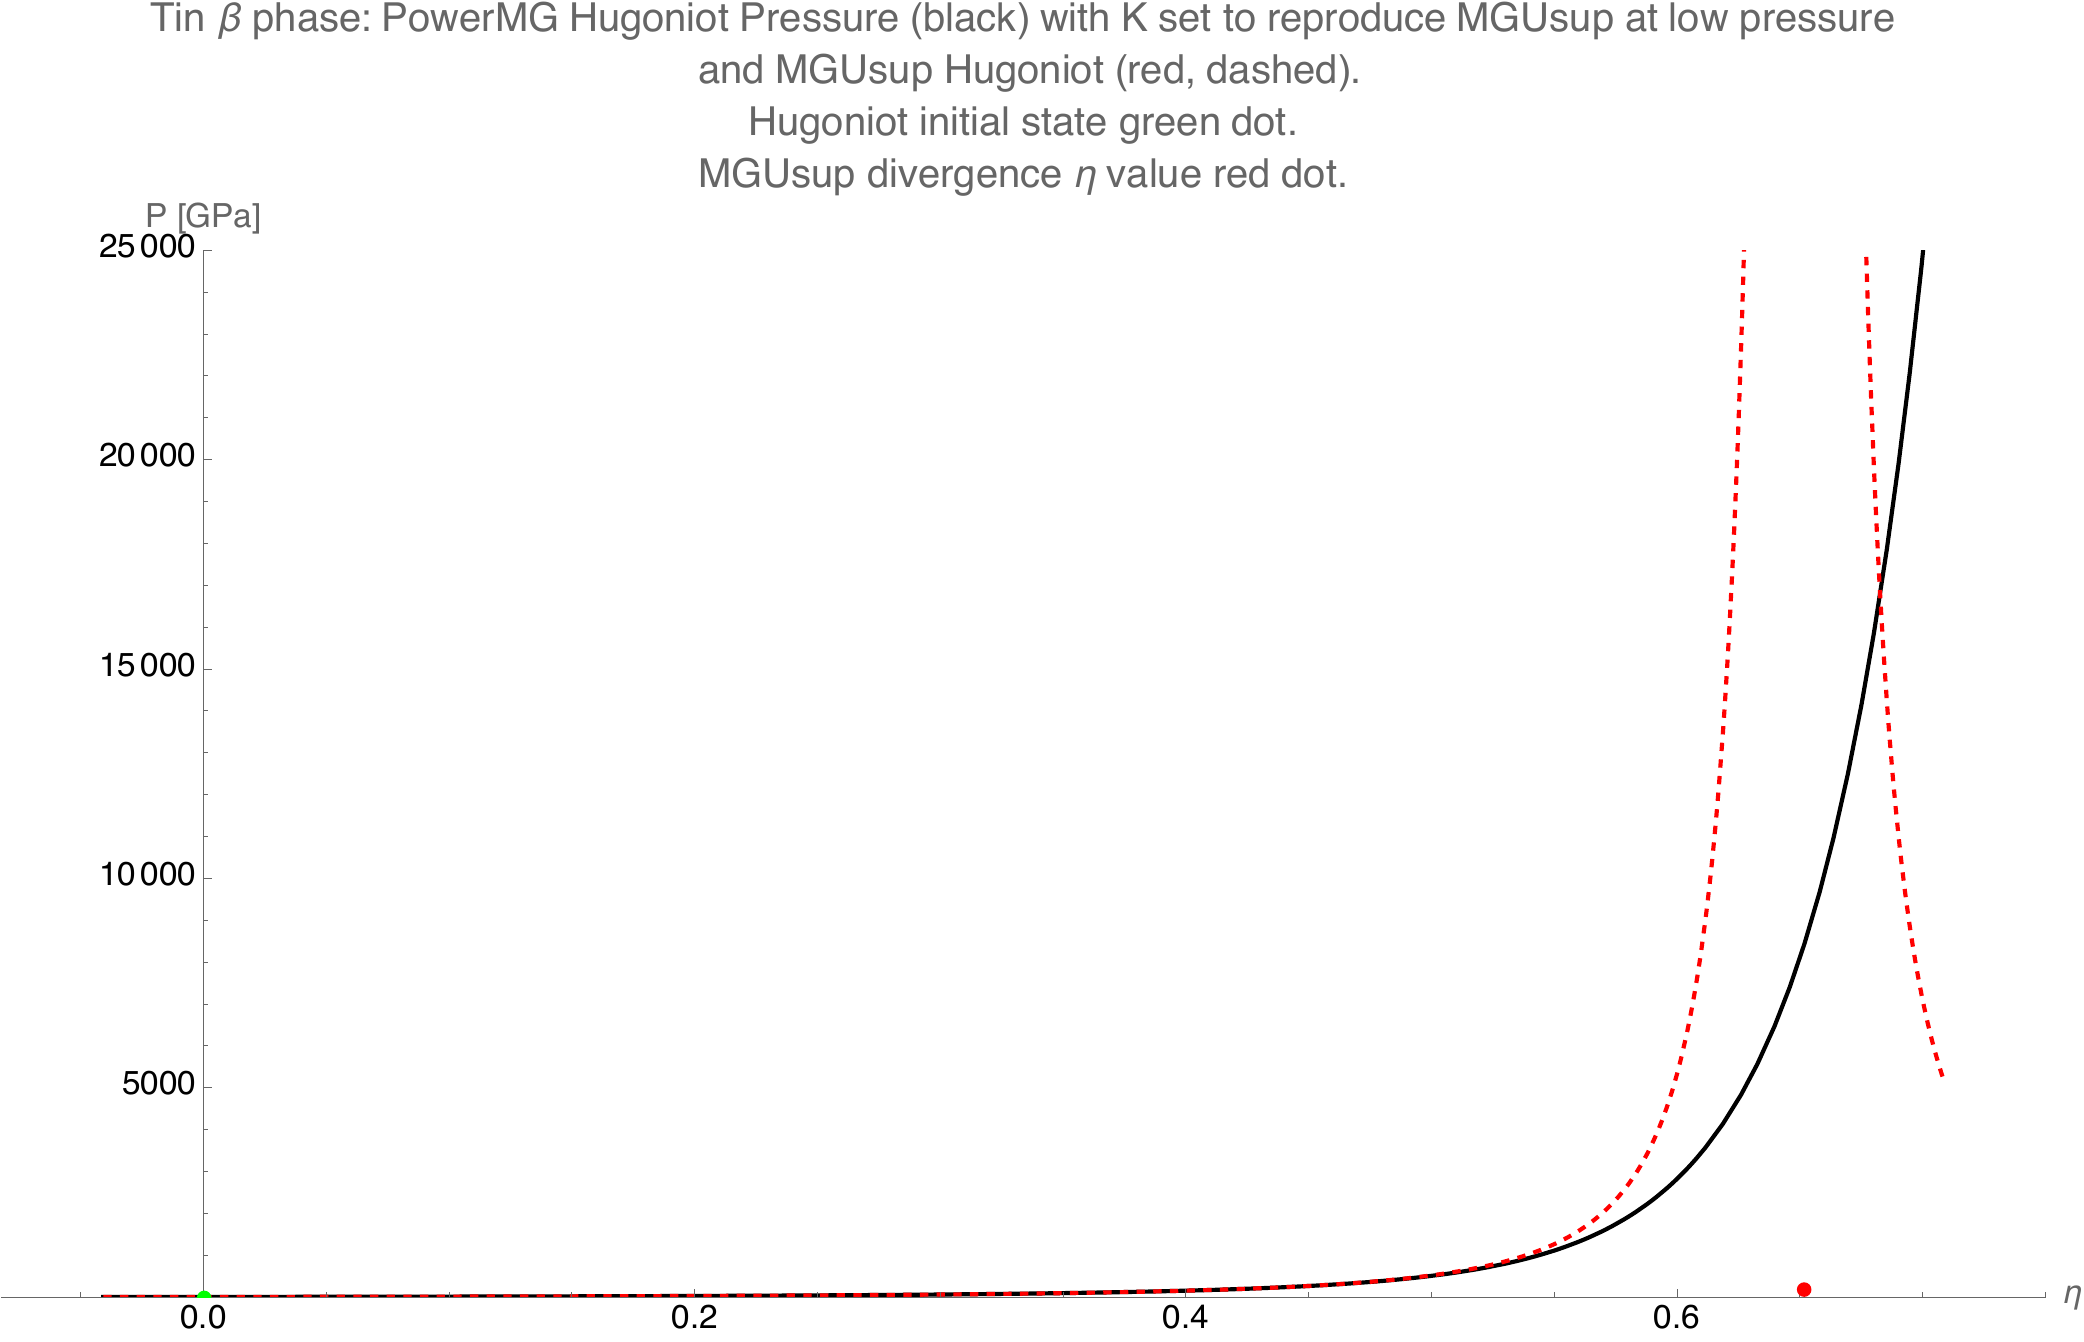 Tin β phase: PowerMG Hugoniot Pressure (black) with K set to reproduce MGUsup at low pressure
and MGUsup Hugoniot (red, dashed).
Hugoniot initial state green dot.
MGUsup divergence η value red dot.
P [GPa]
25 000
20 000
15 000
10 000
5000
0.0 0.2 0.4 0.6 η